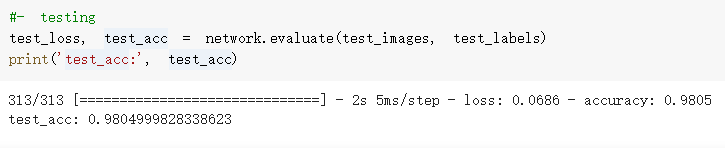 #- testing
test_loss, test_acc = network.evaluate(test_images, test_labels)
print('test_acc:', test_acc)
313/313 [==============================] - 2s 5ms/step - loss: 0.0686 - accuracy: 0.9805
test_acc: 0.9804999828338623